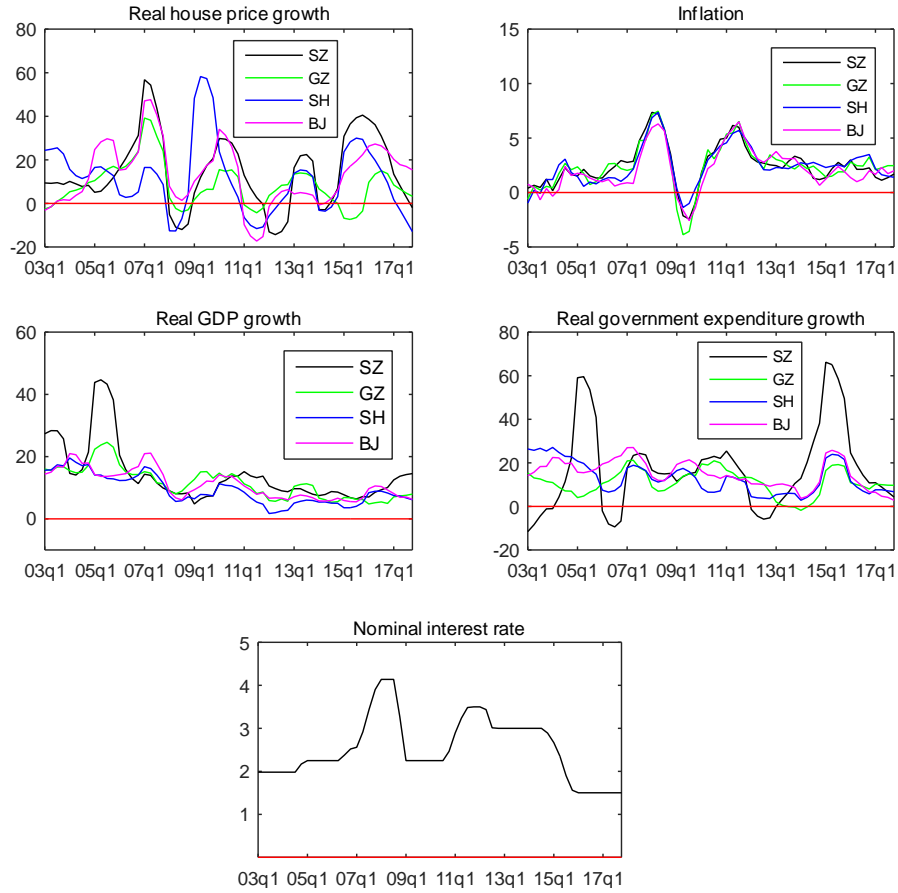 Real house price growth
80
60
40
20
0
-20
03q1 05q1 07q1 09q1 11q1 13q1 15q1 17q1
SZ
GZ
SH
BJ
Inflation
15
10
5
0
-5
03q1 05q1 07q1 09q1 11q1 13q1 15q1 17q1
SZ
GZ
SH
BJ
Real GDP growth
60
40
20
0
03q1 05q1 07q1 09q1 11q1 13q1 15q1 17q1
SZ
GZ
SH
BJ
Real government expenditure growth
80
60
40
20
0
-20
03q1 05q1 07q1 09q1 11q1 13q1 15q1 17q1
SZ
GZ
SH
BJ
Nominal interest rate
5
4
3
2
1
03q1 05q1 07q1 09q1 11q1 13q1 15q1 17q1